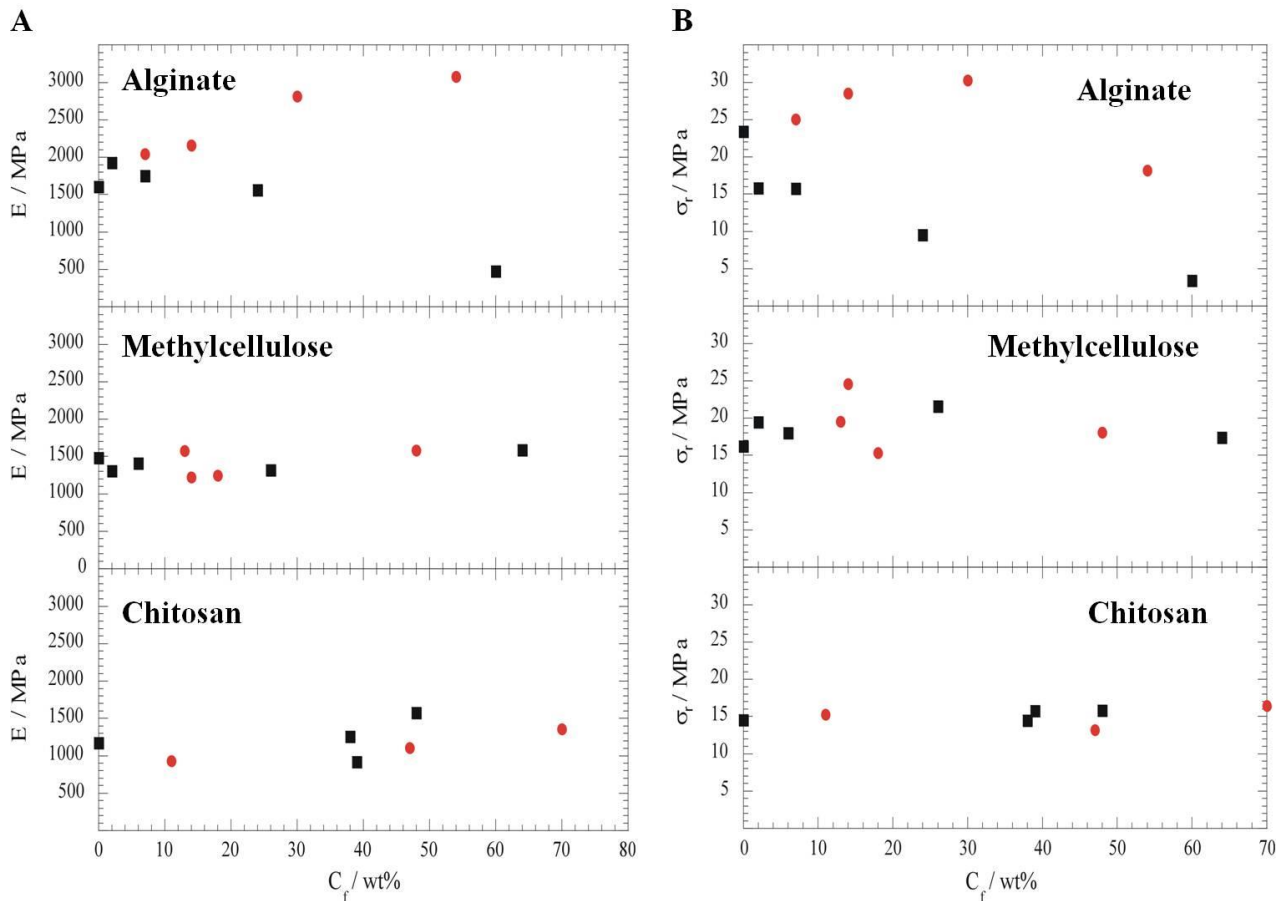 A
B
Alginate
E / MPa
3000
2500
2000
1500
1000
500
Alginate
σr / MPa
30
25
20
15
10
5
Methylcellulose
E / MPa
3000
2500
2000
1500
1000
500
0
Methylcellulose
σr / MPa
30
25
20
15
10
5
Chitosan
E / MPa
3000
2500
2000
1500
1000
500
Chitosan
σr / MPa
30
25
20
15
10
5
0 10 20 30 40 50 60 70 80
Cf / wt%
0 10 20 30 40 50 60 70
Cf / wt%